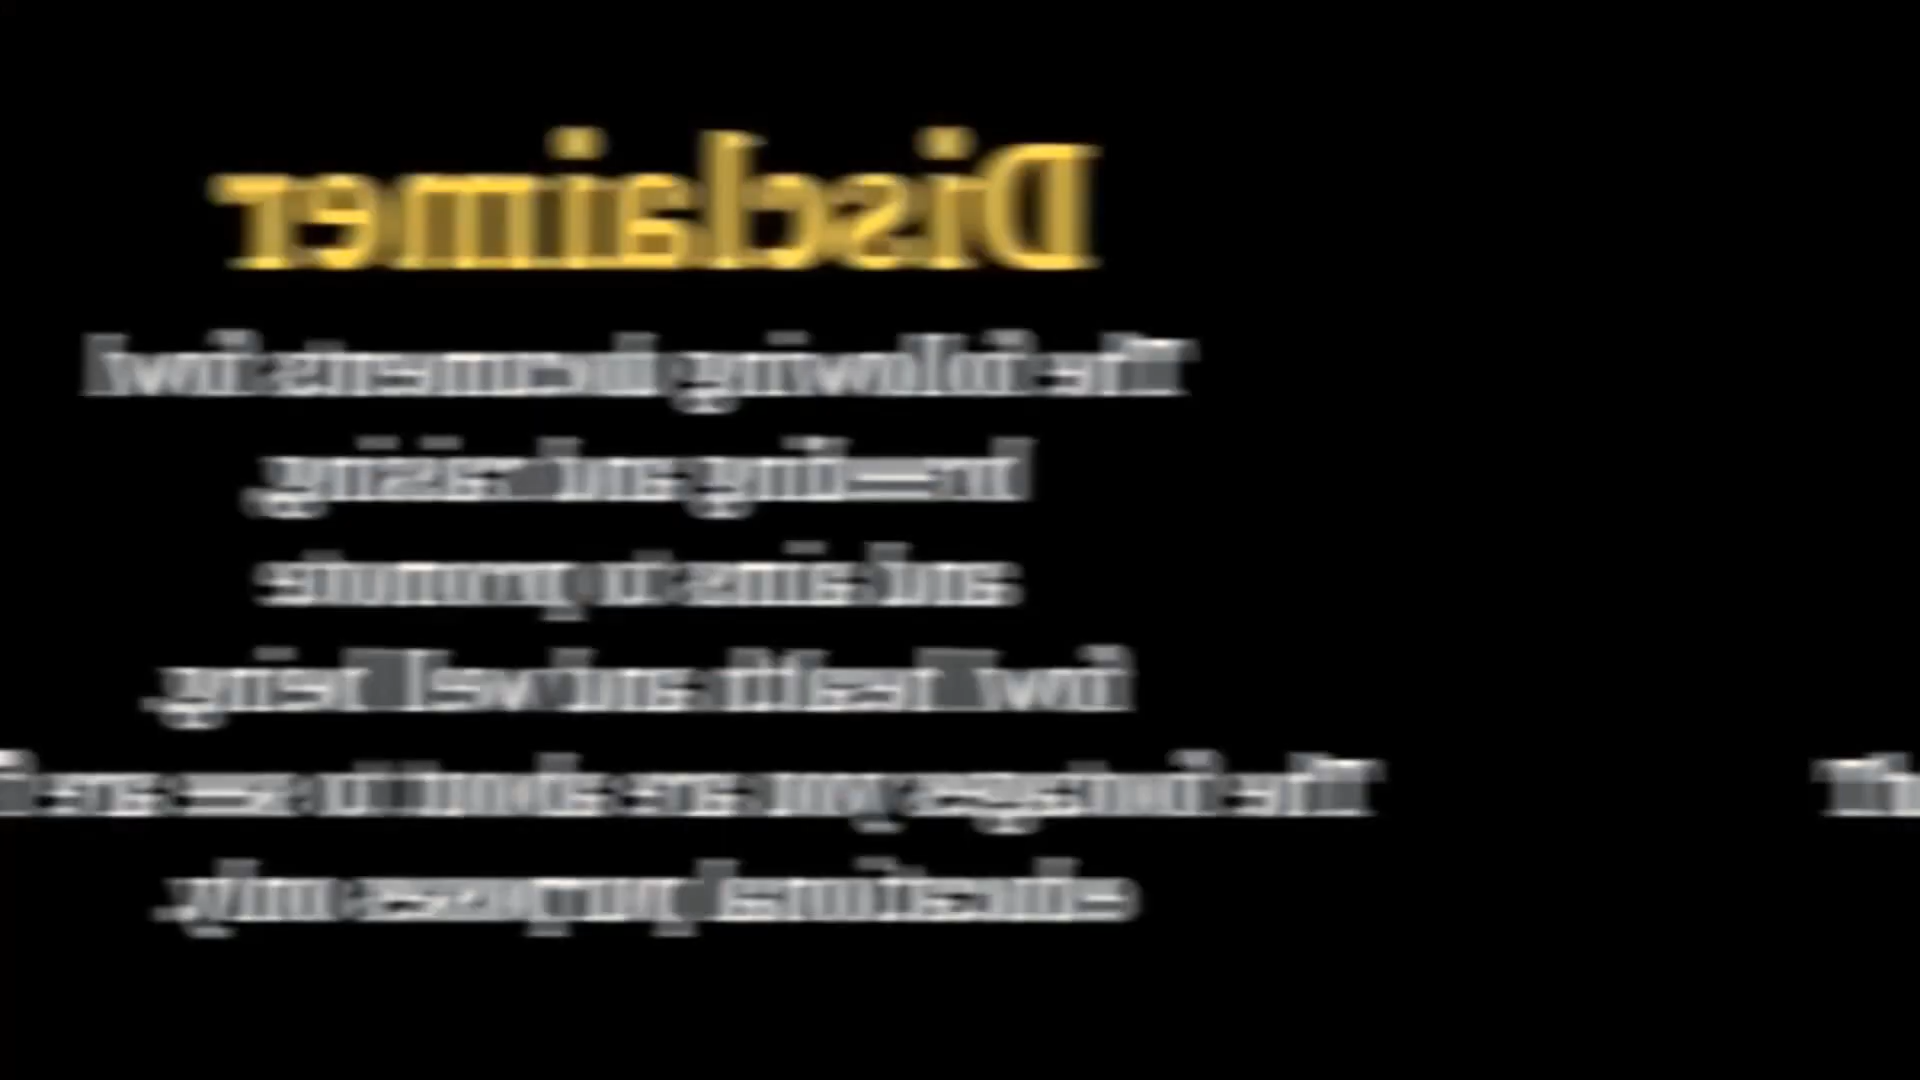 Disclaimer
The following documents fowl
breeding and raising,
and aims to promote
fowl health and well being.
The footages you are about to see are
educational purposes only.